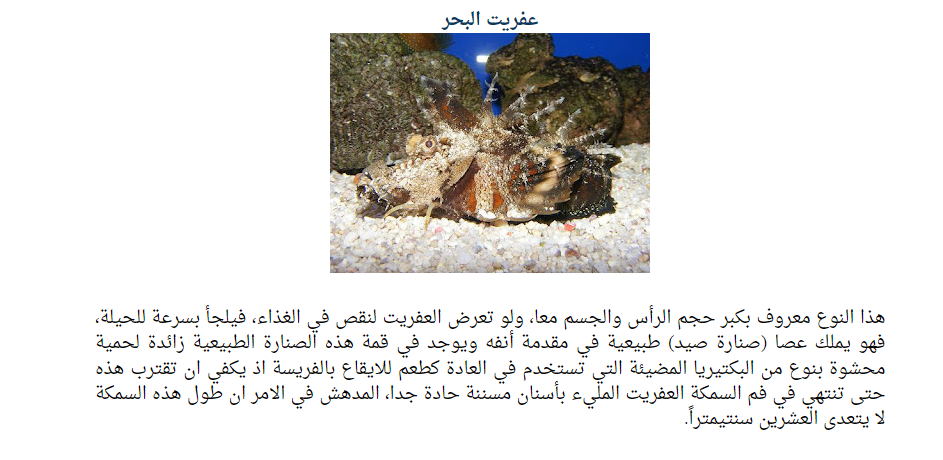 عفريت البحر
هذا النوع معروف بكبر حجم الرأس والجسم معا، ولو تعرض العفريت لنقص في الغذاء، فيلجأ بسرعة للحيلة،
فهو يملك عصا (صنارة صيد) طبيعية في مقدمة أنفه ويوجد في قمة هذه الصنارة الطبيعية زائدة لحمية
محشوة بنوع من البكتيريا المضيئة التي تستخدم في العادة كطعم للايقاع بالفريسة اذ يكفي ان تقترب هذه
حتى تنتهي في فم السمكة العفريت المليء بأسنان مسننة حادة جدا، المدهش في الامر ان طول هذه السمكة
لا يتعدى العشرين سنتيمتراً.